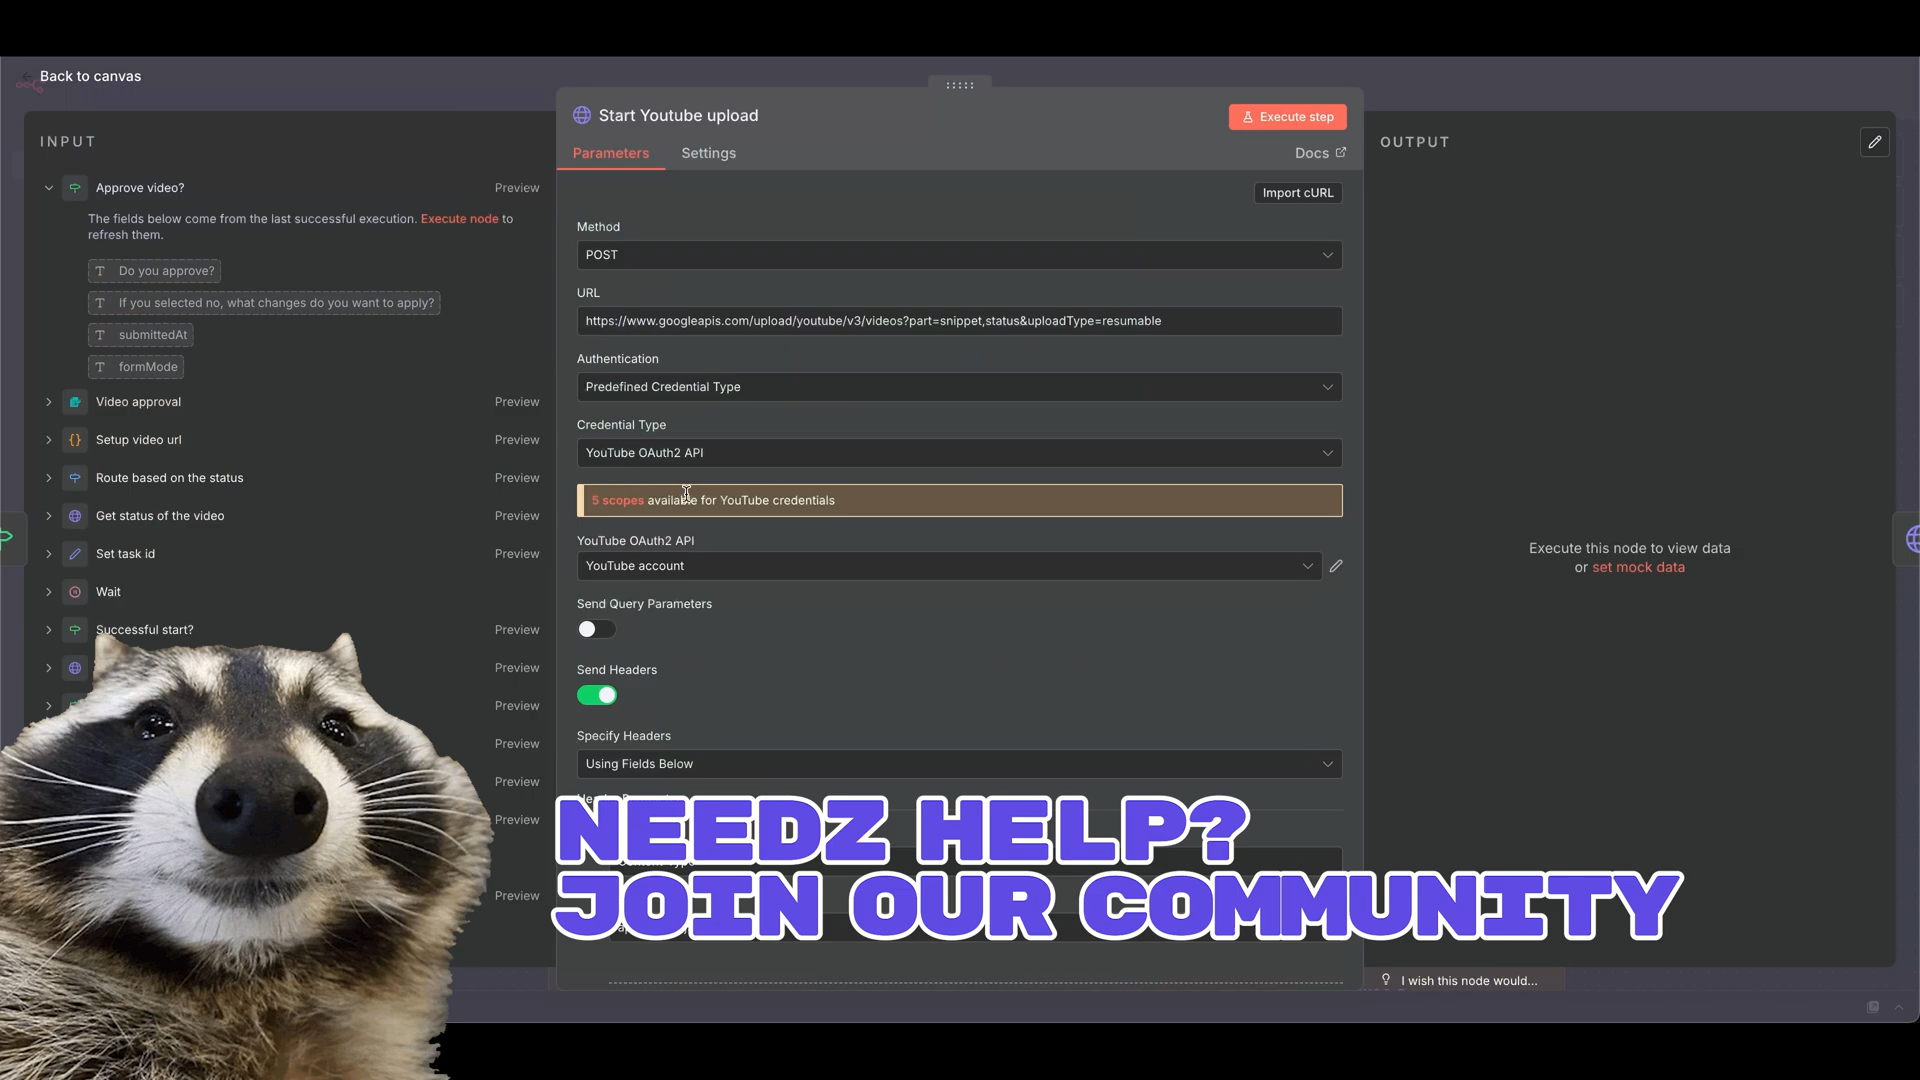 Back to canvas
INPUT
Approve video?
Preview
The fields below come from the last successful execution. Execute node to
refresh them.
Do you approve?
If you selected no, what changes do you want to apply?
submittedAt
formMode
Video approval
Preview
Setup video url
Preview
Route based on the status
Preview
Get status of the video
Preview
Set task id
Preview
Wait
Preview
Successful start?
Preview
Preview
Preview
Preview
Preview
Preview
Preview
Start Youtube upload
Execute step
Parameters
Settings
Docs
Import cURL
Method
POST
URL
https://www.googleapis.com/upload/youtube/v3/videos?part=snippet,status&uploadType=resumable
Authentication
Predefined Credential Type
Credential Type
YouTube OAuth2 API
5 scopes available for YouTube credentials
YouTube OAuth2 API
YouTube account
Send Query Parameters
Send Headers
Specify Headers
Using Fields Below
NEEDZ HELP?
JOIN OUR COMMUNITY
OUTPUT
Execute this node to view data
or set mock data
I wish this node would...